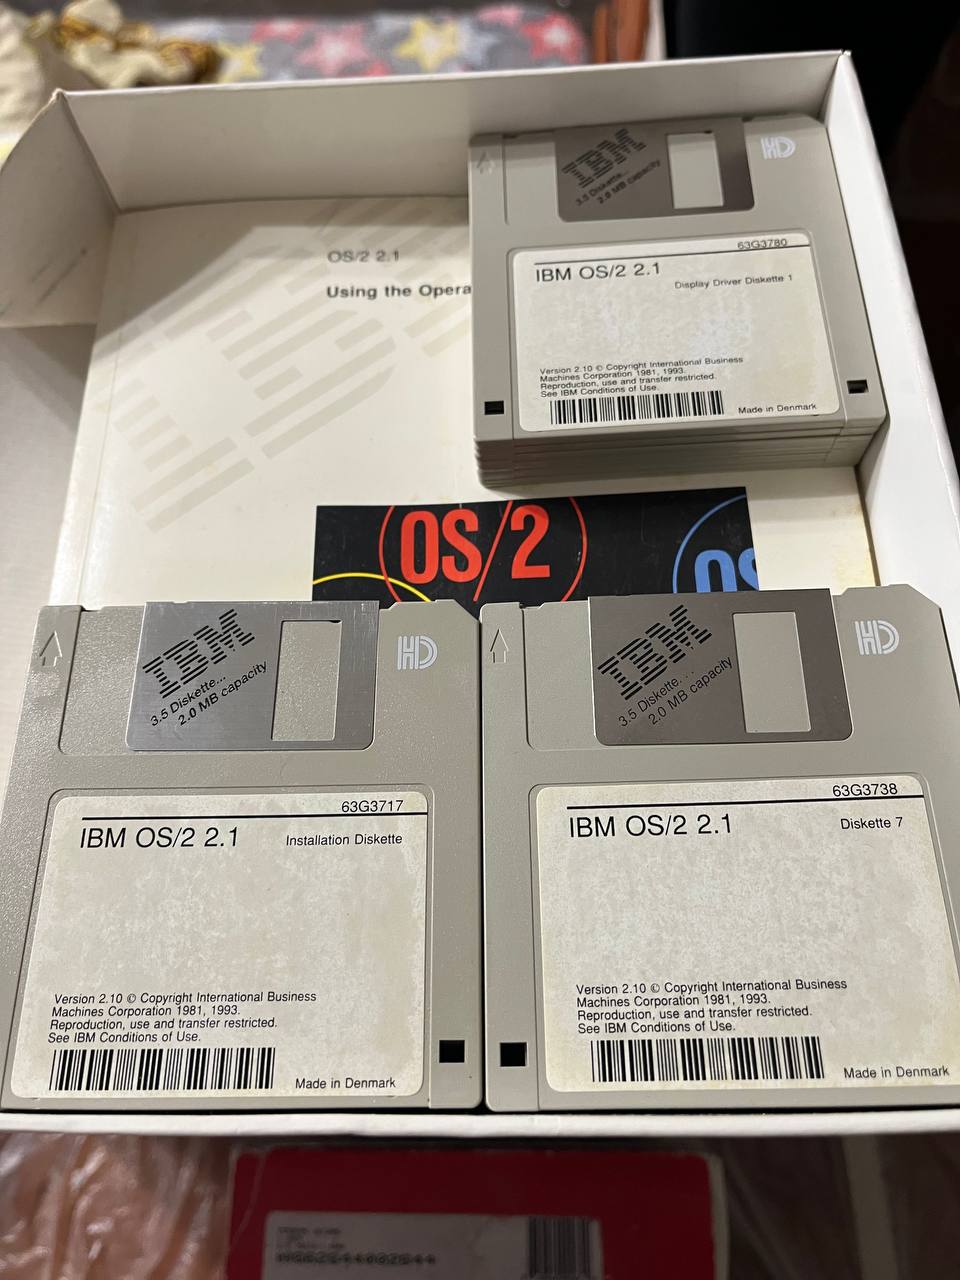 OS/2 2.1
Using the Opera
IBM
3.5 Diskette...
2.0 MB capacity
HD
63G3780
IBM OS/2 2.1
Display Driver Diskette 1
Version 2.10 © Copyright International Business
Machines Corporation 1981, 1993.
Reproduction, use and transfer restricted.
See IBM Conditions of Use.
Made in Denmark
OS/2
OS
IBM
3.5 Diskette...
2.0 MB capacity
HD
63G3717
IBM OS/2 2.1
Installation Diskette
Version 2.10 © Copyright International Business
Machines Corporation 1981, 1993.
Reproduction, use and transfer restricted.
See IBM Conditions of Use.
Made in Denmark
IBM
3.5 Diskette...
2.0 MB capacity
HD
63G3738
IBM OS/2 2.1
Diskette 7
Version 2.10 © Copyright International Business
Machines Corporation 1981, 1993.
Reproduction, use and transfer restricted.
See IBM Conditions of Use.
Made in Denmark